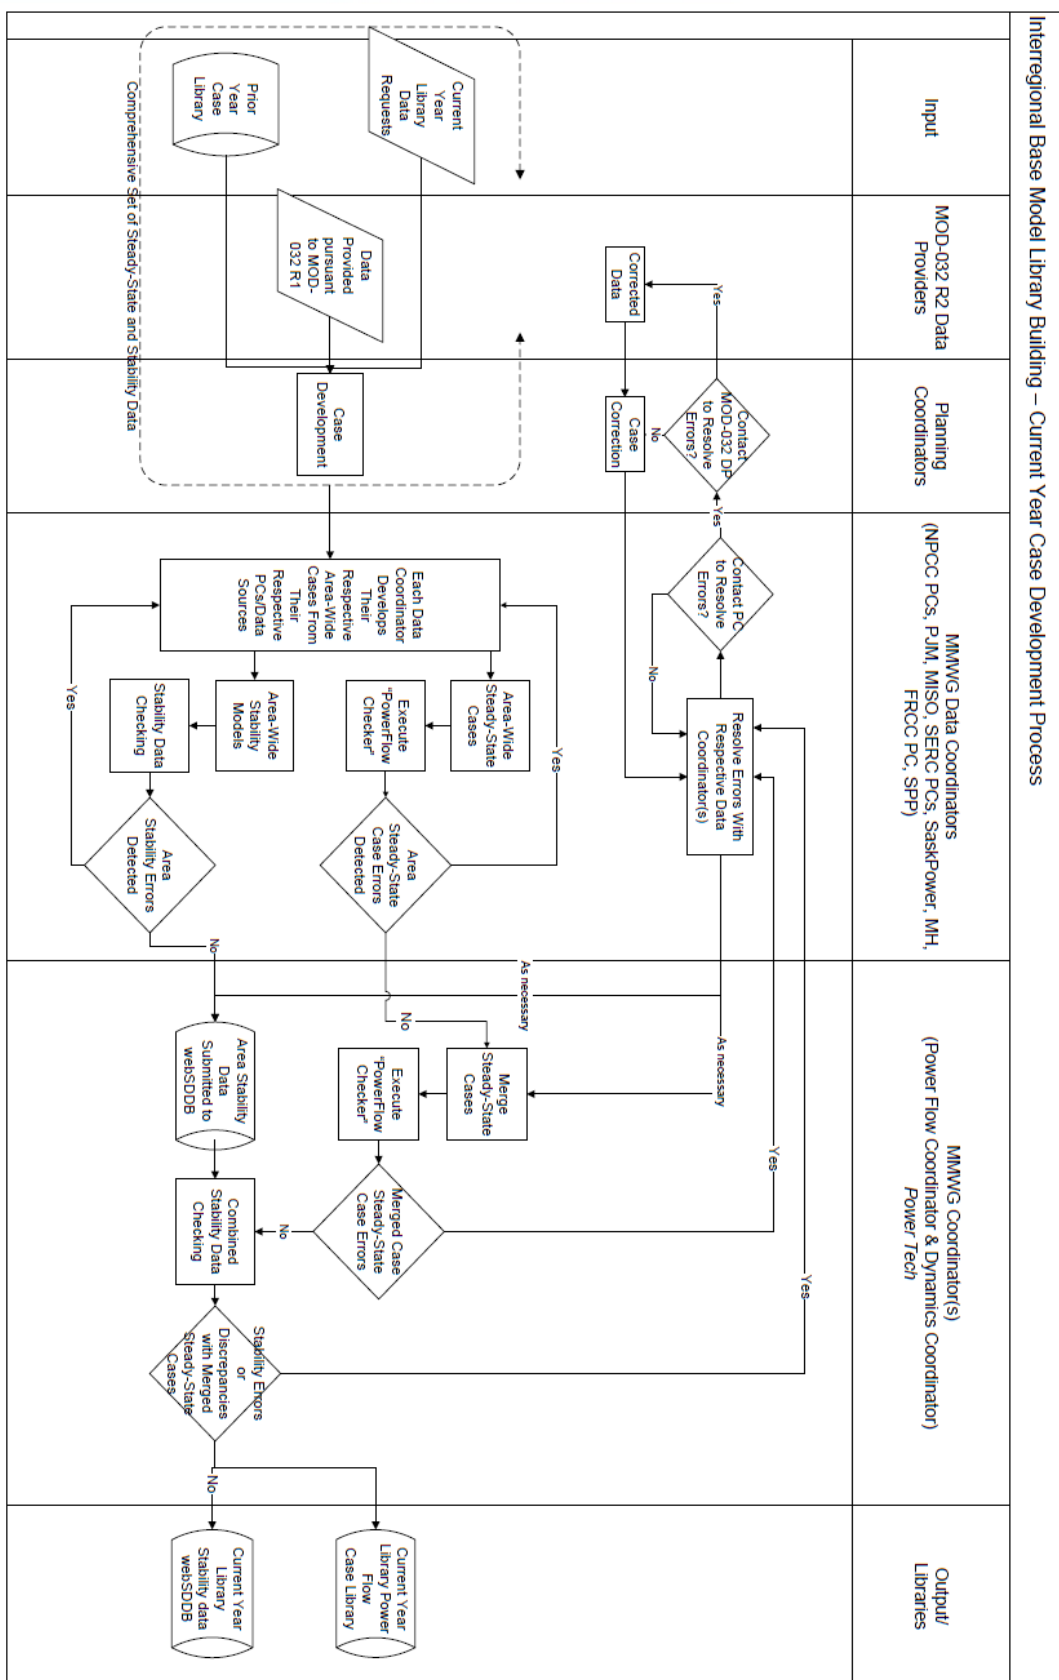 Interregional Base Model Library Building – Current Year Case Development Process
Input
MOD-032 R2 Data
Providers
Planning
Coordinators
MMWG Data Coordinators
(NPCC PCs, PJM, MISO, SERC PCs, SaskPower, MH,
FRCC PC, SPP)
MMWG Coordinator(s)
(Power Flow Coordinator & Dynamics Coordinator)
Power Tech
Output/
Libraries
Current
Year
Library
Data
Requests
Prior
Year
Case
Library
Comprehensive Set of Steady-State and Stability Data
Data
Provided
pursuant
to MOD-
032 R1
Corrected
Data
Yes
Contact
MOD-032 DP
to Resolve
Errors?
No
Case
Correction
Case
Development
Yes
Contact PC
to Resolve
Errors?
No
Resolve Errors With
Respective Data
Coordinator(s)
Each Data
Coordinator
Develops
Their
Respective
Area-Wide
Cases From
Their
Respective
PCs/Data
Sources
Area-Wide
Steady-State
Cases
Execute
"PowerFlow
Checker"
Yes
Area
Steady-State
Case Errors
Detected
Area-Wide
Stability
Models
Stability Data
Checking
Yes
Area
Stability Errors
Detected
No
As necessary
As necessary
No
Merge
Steady-State
Cases
Execute
"PowerFlow
Checker"
Yes
Merged Case
Steady-State
Case Errors
No
Area Stability
Data
Submitted to
webSDDB
Combined
Stability Data
Checking
Yes
Stability Errors
or
Discrepancies
with Merged
Steady-State
Cases
No
Current Year
Library Power
Flow
Case Library
Current Year
Library
Stability data
webSDDB